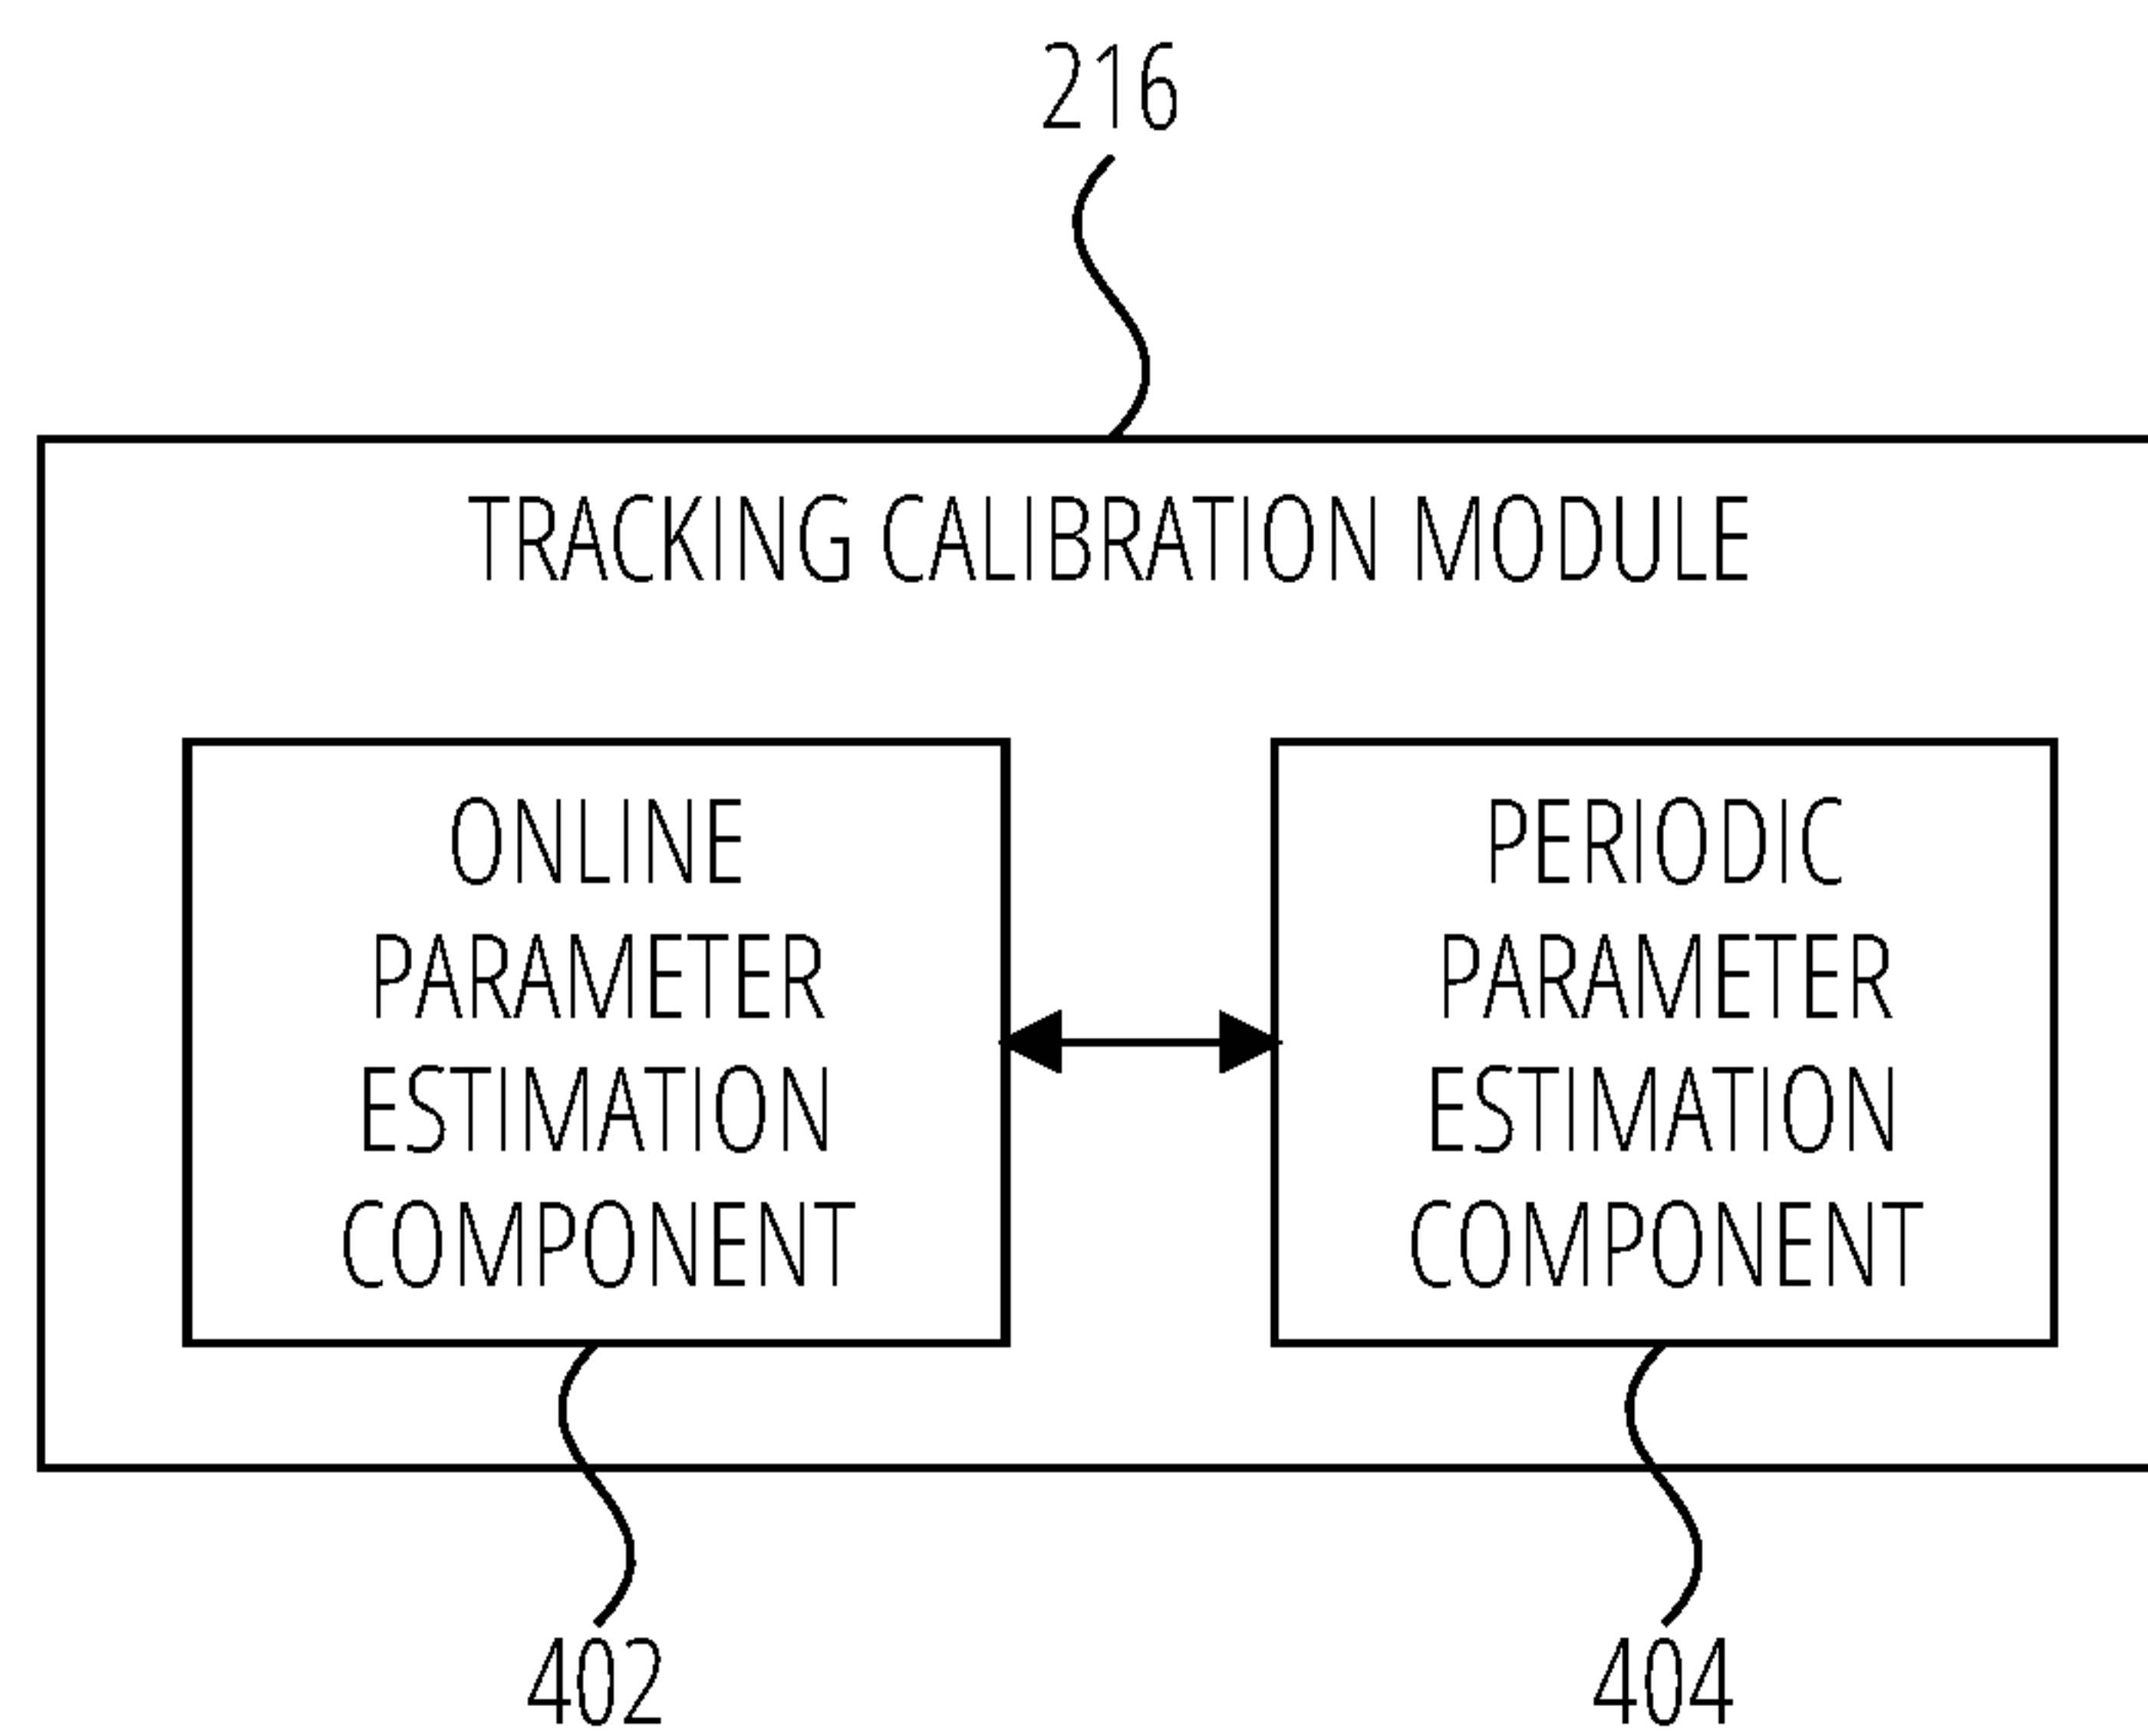 216
TRACKING CALIBRATION MODULE
ONLINE
PARAMETER
ESTIMATION
COMPONENT
PERIODIC
PARAMETER
ESTIMATION
COMPONENT
402
404